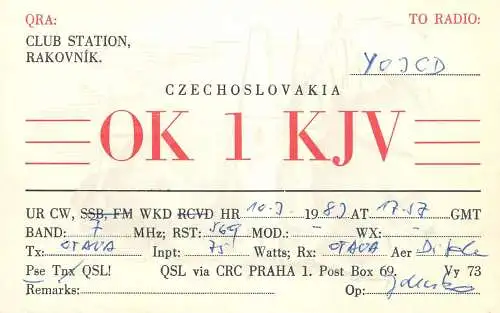 QRA: TO RADIO:
CLUB STATION,
RAKOVNÍK.
CZECHOSLOVAKIA
OK 1 KJV
UR CW, SSB, FM WKD RCVD HR 10-3- 1983 AT 17-57 GMT
BAND: 7 MHz; RST: 569 MOD.: - WX: -
Tx: OTAVA Inpt: 75 Watts; Rx: OTAVA Aer Dipole
Pse Tnx QSL! QSL via CRC PRAHA 1. Post Box 69. Vy 73
Remarks: Op: